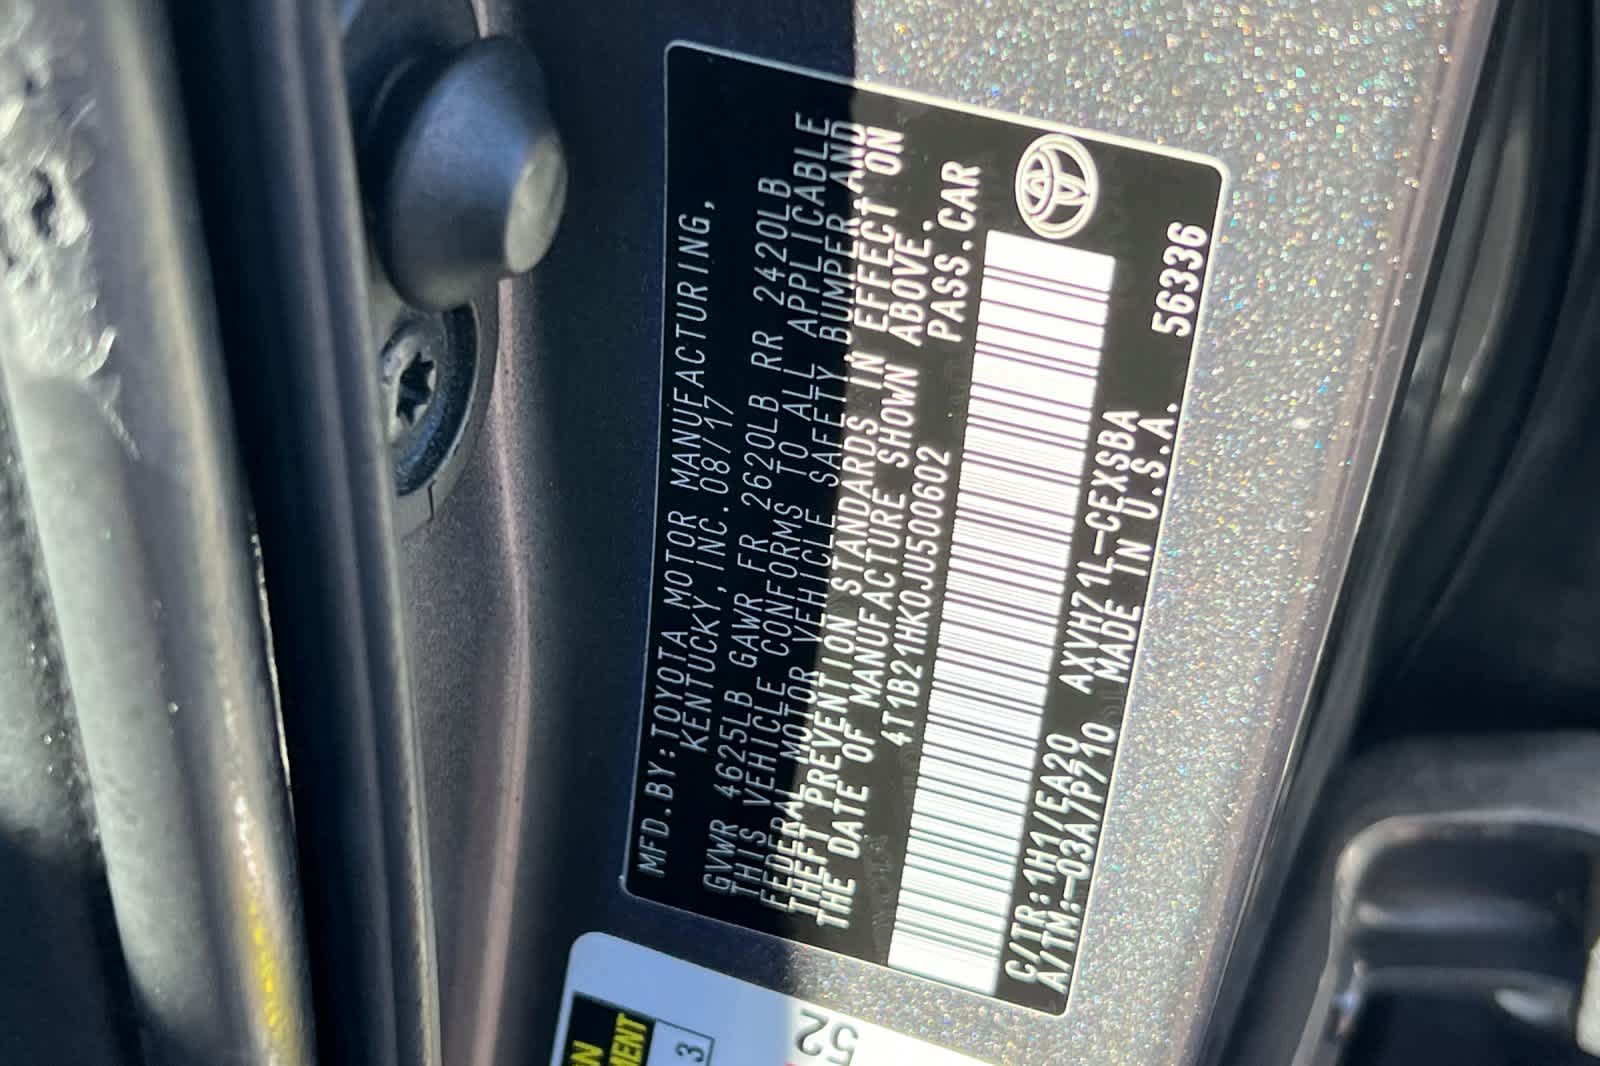 MFD.BY:TOYOTA MOTOR MANUFACTURING,
KENTUCKY,INC.08/17
GVWR 4625LB GAWR FR 2620LB RR 2420LB
THIS VEHICLE CONFORMS TO ALL APPLICABLE
FEDERAL MOTOR VEHICLE SAFETY BUMPER AND
THEFT PREVENTION STANDARDS IN EFFECT ON
THE DATE OF MANUFACTURE SHOWN ABOVE.
4T1B21HK0JU500602 PASS.CAR
C/TR:1H1/EA20 AXVH71L-CEXSBA
A/TM:-03A/P710 MADE IN U.S.A. 56336
3
52